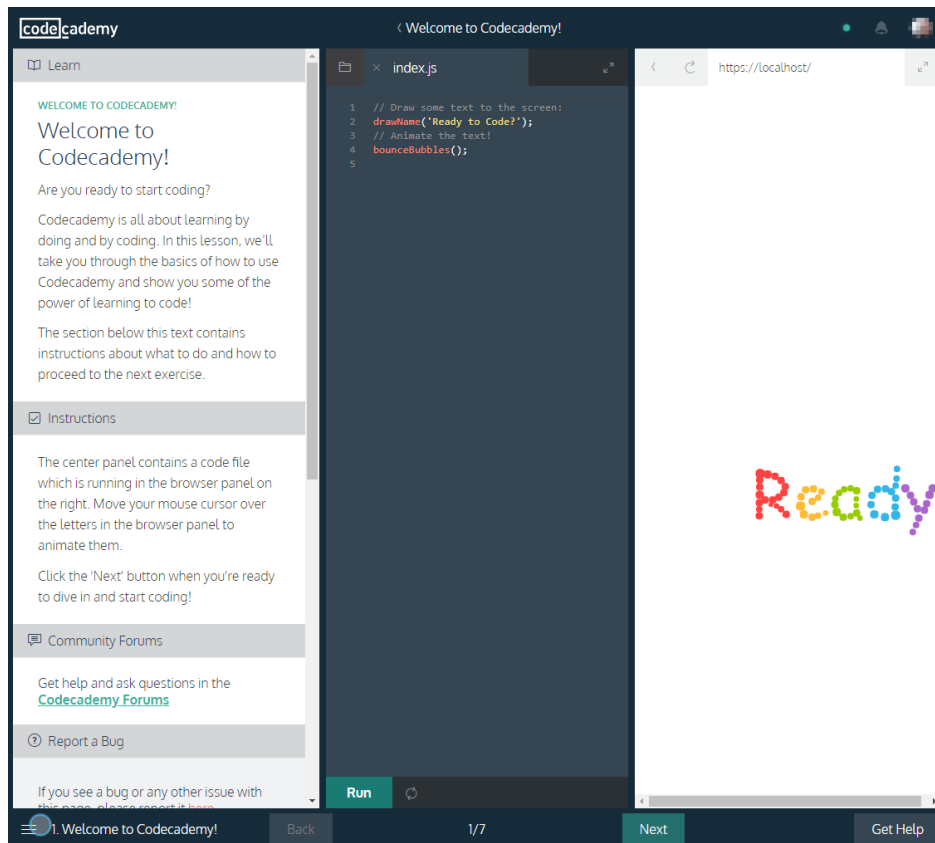 codecademy
Welcome to Codecademy!
Learn
WELCOME TO CODECADEMY!
Welcome to
Codecademy!
Are you ready to start coding?
Codecademy is all about learning by
doing and by coding. In this lesson, we'll
take you through the basics of how to use
Codecademy and show you some of the
power of learning to code!
The section below this text contains
instructions about what to do and how to
proceed to the next exercise.
Instructions
The center panel contains a code file
which is running in the browser panel on
the right. Move your mouse cursor over
the letters in the browser panel to
animate them.
Click the 'Next' button when you're ready
to dive in and start coding!
Community Forums
Get help and ask questions in the
Codecademy Forums
Report a Bug
If you see a bug or any other issue with
this page, please report it here
index.js
1 // Draw some text to the screen:
2 drawName('Ready to Code?');
3 // Animate the text!
4 bounceBubbles();
5
Run
https://localhost/
Ready
1. Welcome to Codecademy!
Back
1/7
Next
Get Help